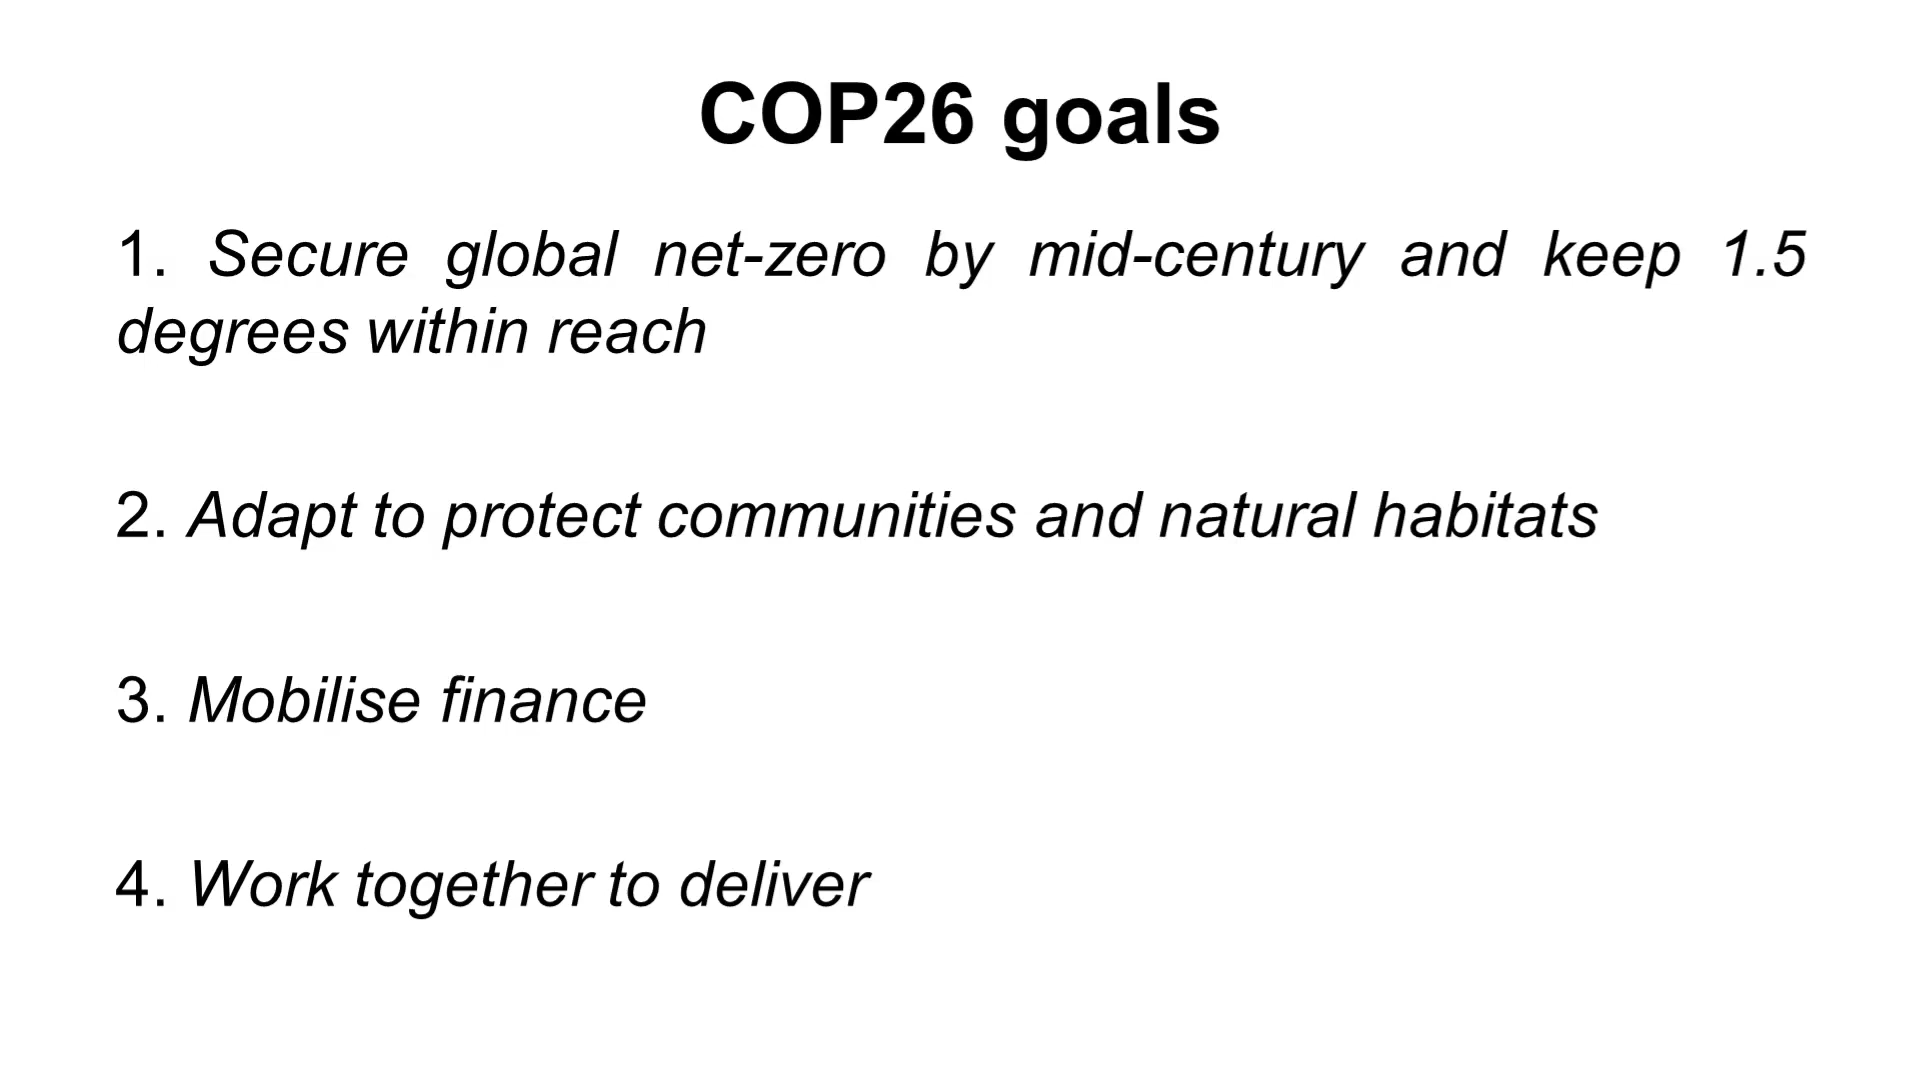 COP26 goals
1. Secure global net-zero by mid-century and keep 1.5
degrees within reach
2. Adapt to protect communities and natural habitats
3. Mobilise finance
4. Work together to deliver